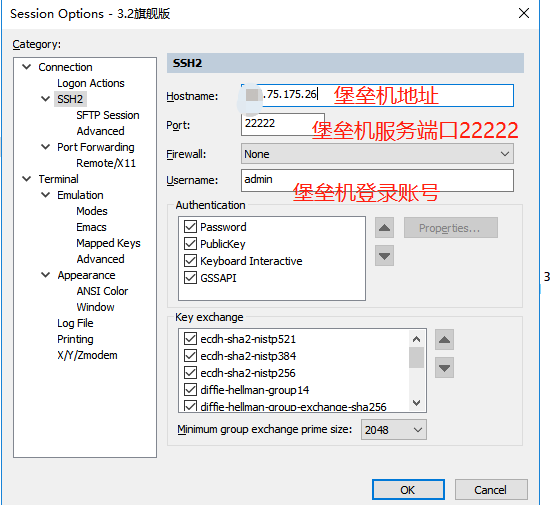 Session Options - 3.2旗舰版
Category:
Connection
Logon Actions
SSH2
SFTP Session
Advanced
Port Forwarding
Remote/X11
Terminal
Emulation
Modes
Emacs
Mapped Keys
Advanced
Appearance
ANSI Color
Window
Log File
Printing
X/Y/Zmodem
SSH2
Hostname: .75.175.26 堡垒机地址
Port: 22222 堡垒机服务端口22222
Firewall: None
Username: admin
堡垒机登录账号
Authentication
Password
PublicKey
Keyboard Interactive
GSSAPI
Properties...
Key exchange
ecdh-sha2-nistp521
ecdh-sha2-nistp384
ecdh-sha2-nistp256
diffie-hellman-group14
diffie-hellman-group-exchange-sha256
Minimum group exchange prime size: 2048
OK Cancel
3